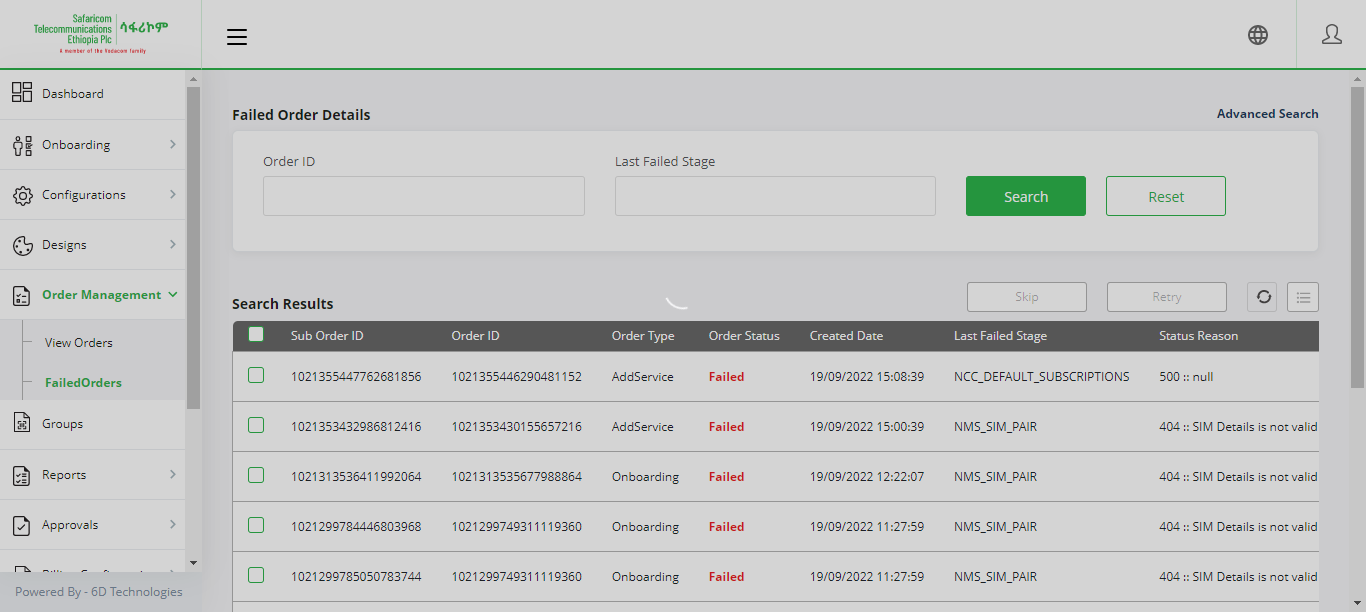 Safaricom
Telecommunications
Ethiopia Plc
ሳፋሪኮም
A member of the Vodacom family
Dashboard
Onboarding
Configurations
Designs
Order Management
View Orders
FailedOrders
Groups
Reports
Approvals
Powered By - 6D Technologies
Failed Order Details
Advanced Search
Order ID
Last Failed Stage
Search
Reset
Search Results
Skip
Retry
Sub Order ID Order ID Order Type Order Status Created Date Last Failed Stage Status Reason
1021355447762681856 1021355446290481152 AddService Failed 19/09/2022 15:08:39 NCC_DEFAULT_SUBSCRIPTIONS 500 :: null
1021353432986812416 1021353430155657216 AddService Failed 19/09/2022 15:00:39 NMS_SIM_PAIR 404 :: SIM Details is not valid
1021313536411992064 1021313535677988864 Onboarding Failed 19/09/2022 12:22:07 NMS_SIM_PAIR 404 :: SIM Details is not valid
1021299784446803968 1021299749311119360 Onboarding Failed 19/09/2022 11:27:59 NMS_SIM_PAIR 404 :: SIM Details is not valid
1021299785050783744 1021299749311119360 Onboarding Failed 19/09/2022 11:27:59 NMS_SIM_PAIR 404 :: SIM Details is not valid